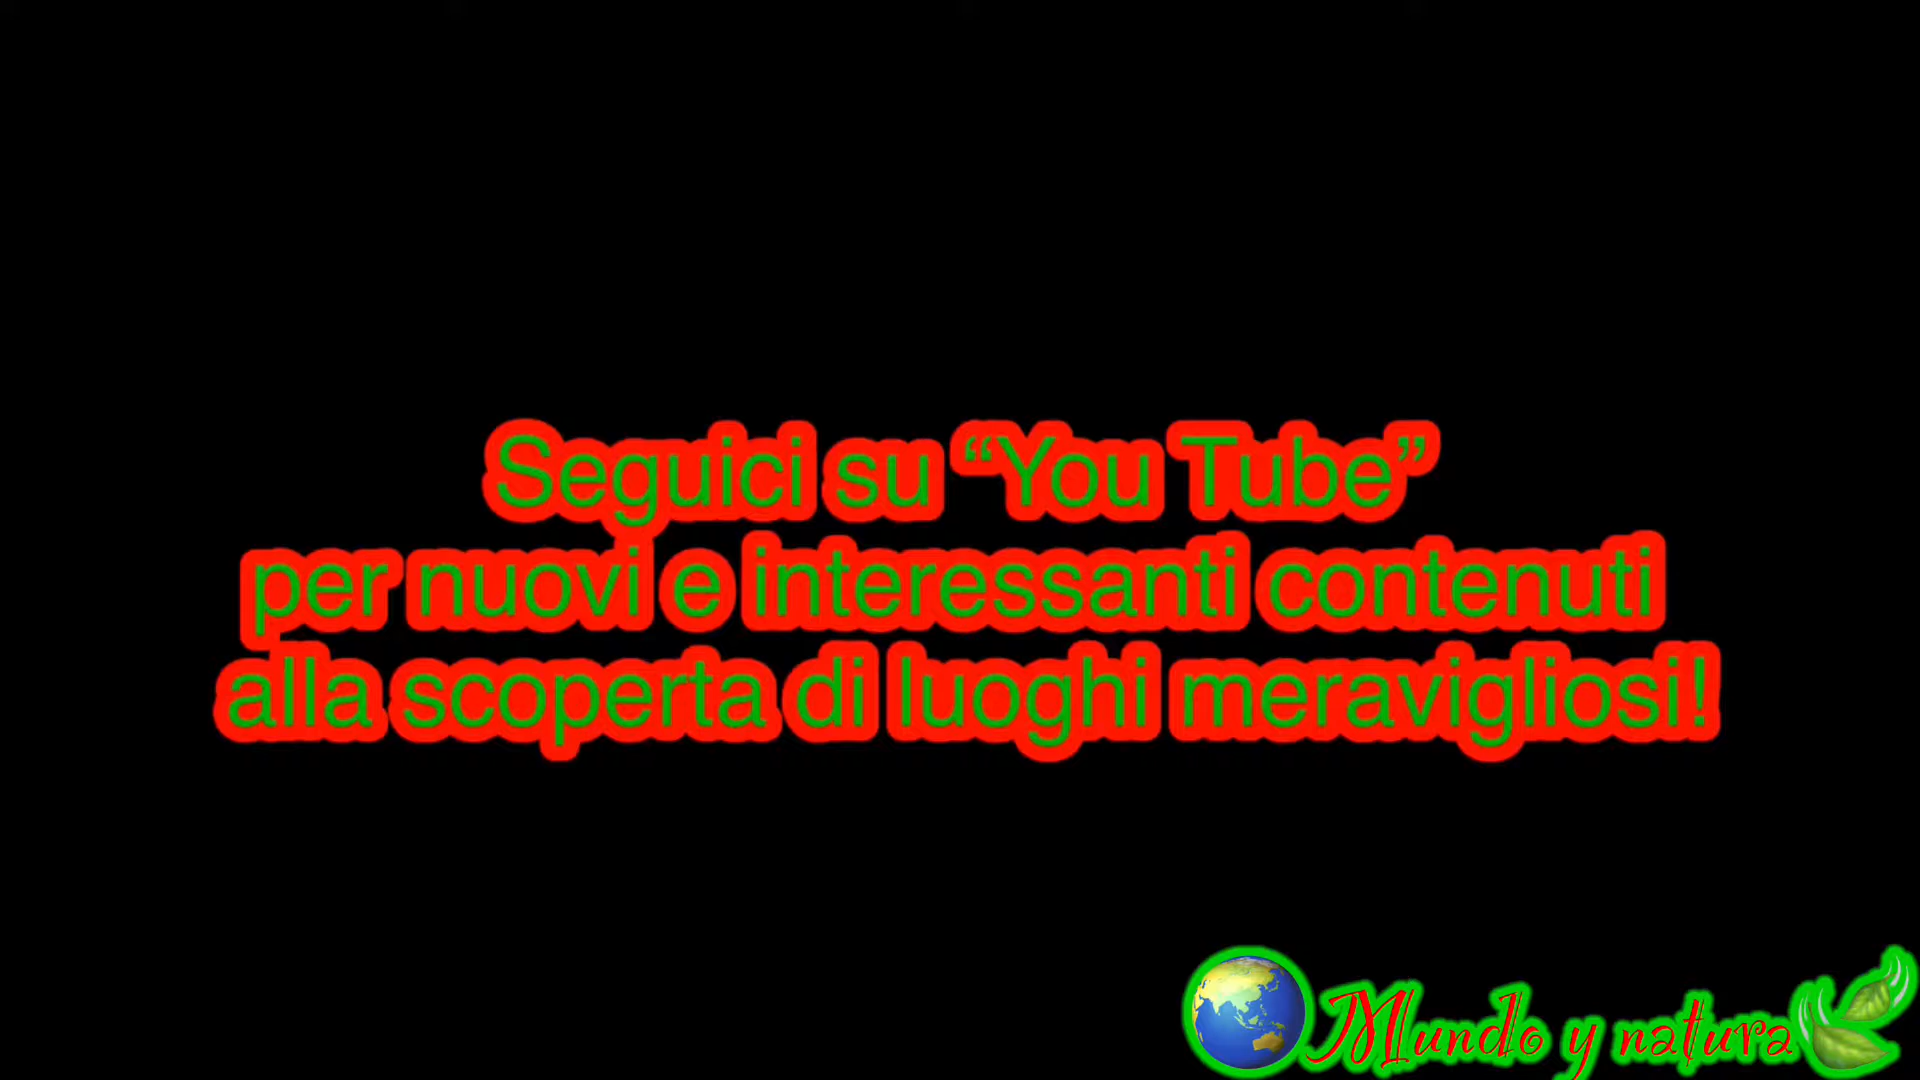 Seguici su “You Tube”
per nuovi e interessanti contenuti
alla scoperta di luoghi meravigliosi!
Mundo y natura